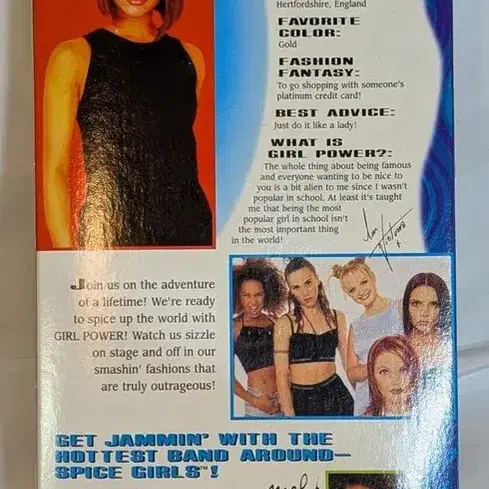 Hertfordshire, England
FAVORITE
COLOR:
Gold
FASHION
FANTASY:
To go shopping with someone's
platinum credit card!
BEST ADVICE:
Just do it like a lady!
WHAT IS
GIRL POWER?:
The whole thing about being famous
and everyone wanting to be nice to
you is a bit alien to me since I wasn't
popular in school. At least it's taught
me that being the most
popular girl in school isn't
the most important thing
in the world!
Victoria
x
Join us on the adventure
of a lifetime! We're ready
to spice up the world with
GIRL POWER! Watch us sizzle
on stage and off in our
smashin' fashions that
are truly outrageous!
GET JAMMIN' WITH THE
HOTTEST BAND AROUND—
SPICE GIRLS™!